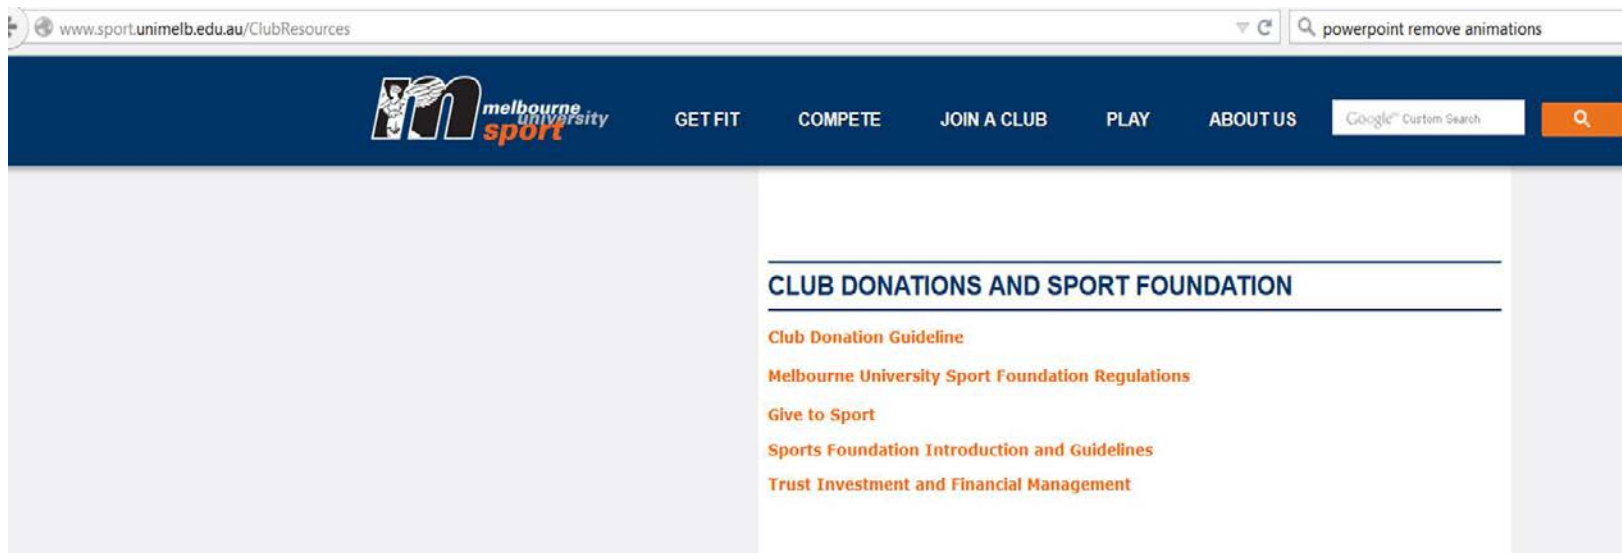 www.sport.unimelb.edu.au/ClubResources
powerpoint remove animations
melbourne
university
sport
GET FIT COMPETE JOIN A CLUB PLAY ABOUT US
Google™ Custom Search
CLUB DONATIONS AND SPORT FOUNDATION
Club Donation Guideline
Melbourne University Sport Foundation Regulations
Give to Sport
Sports Foundation Introduction and Guidelines
Trust Investment and Financial Management